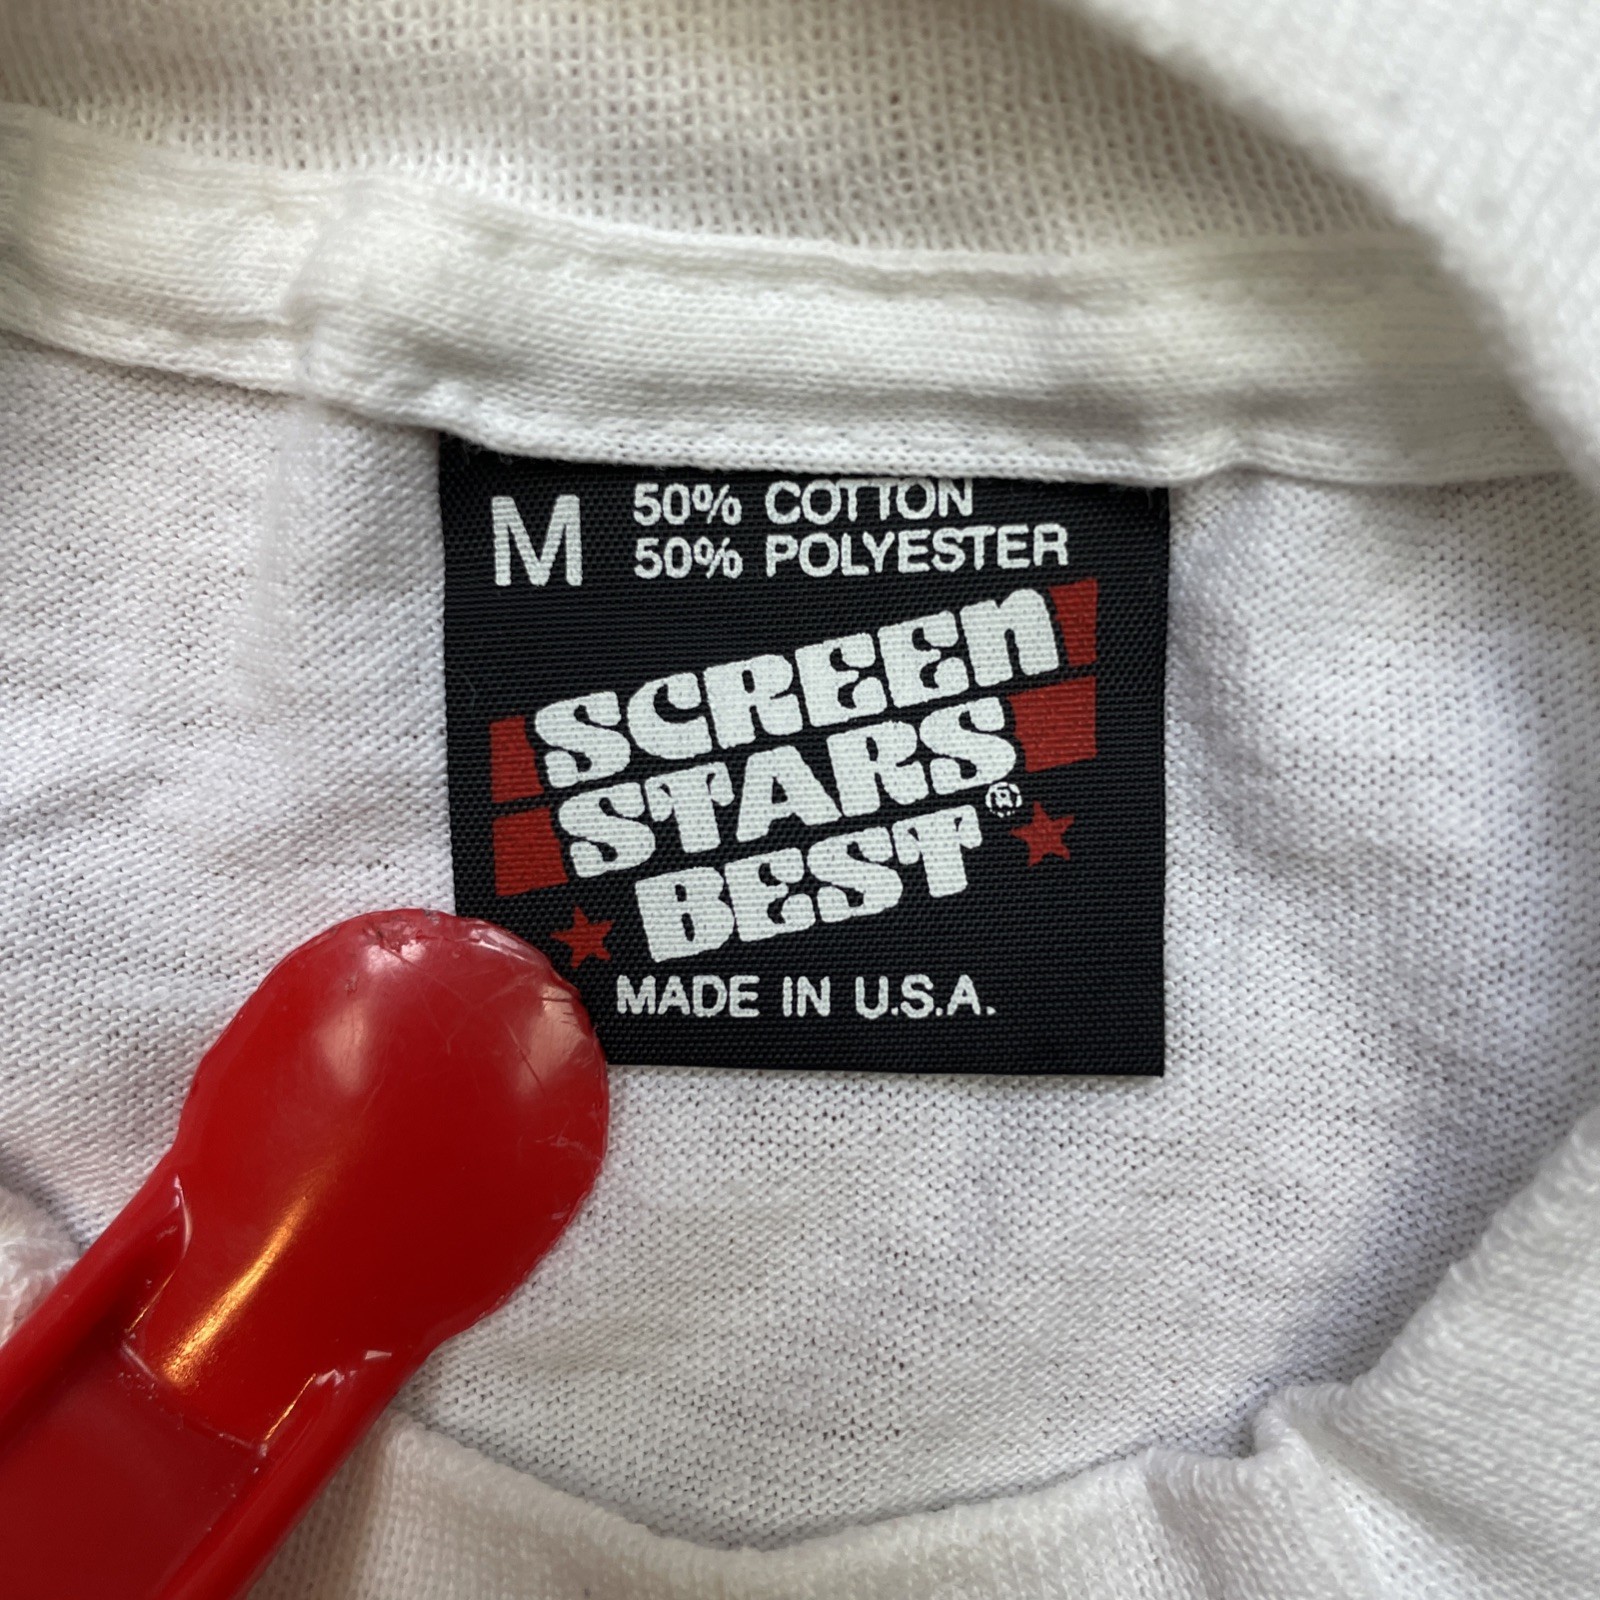 M 50% COTTON
50% POLYESTER
SCREEN
STARS
BEST®
MADE IN U.S.A.